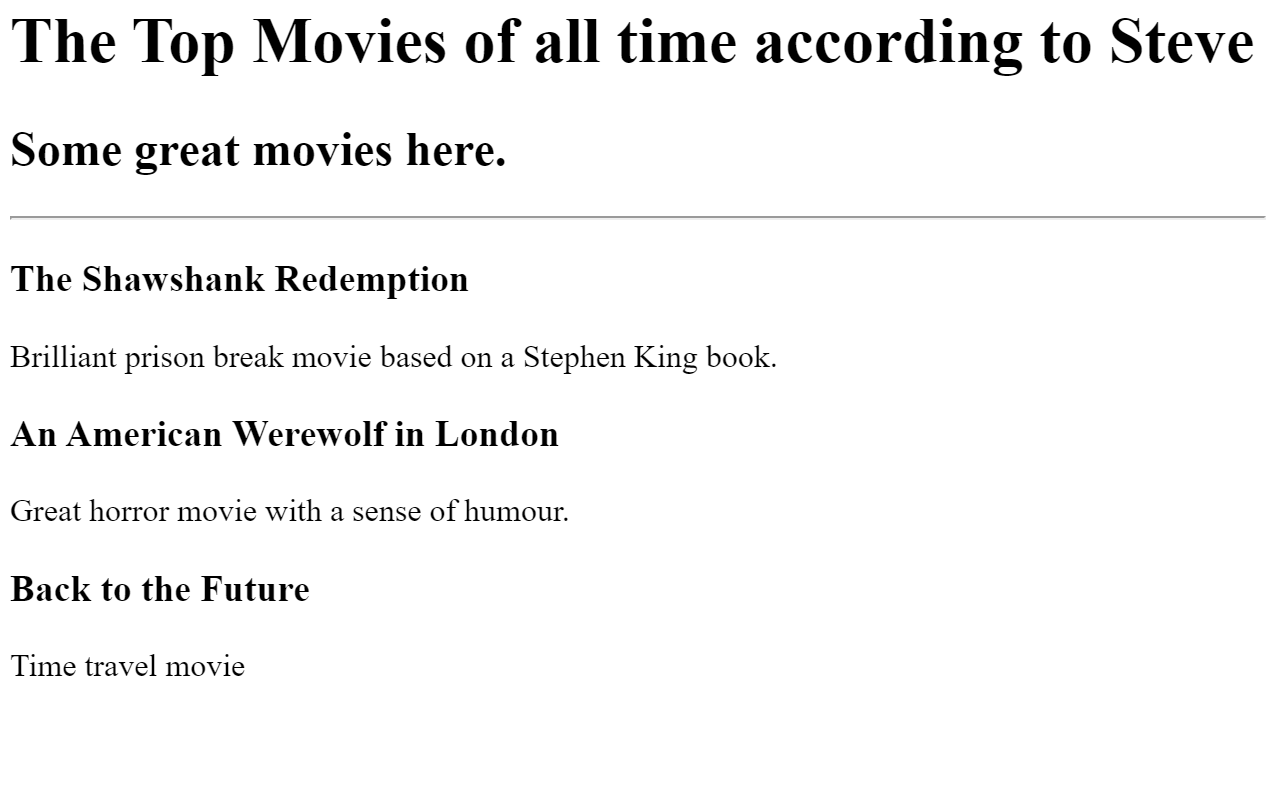 The Top Movies of all time according to Steve
Some great movies here.
The Shawshank Redemption
Brilliant prison break movie based on a Stephen King book.
An American Werewolf in London
Great horror movie with a sense of humour.
Back to the Future
Time travel movie